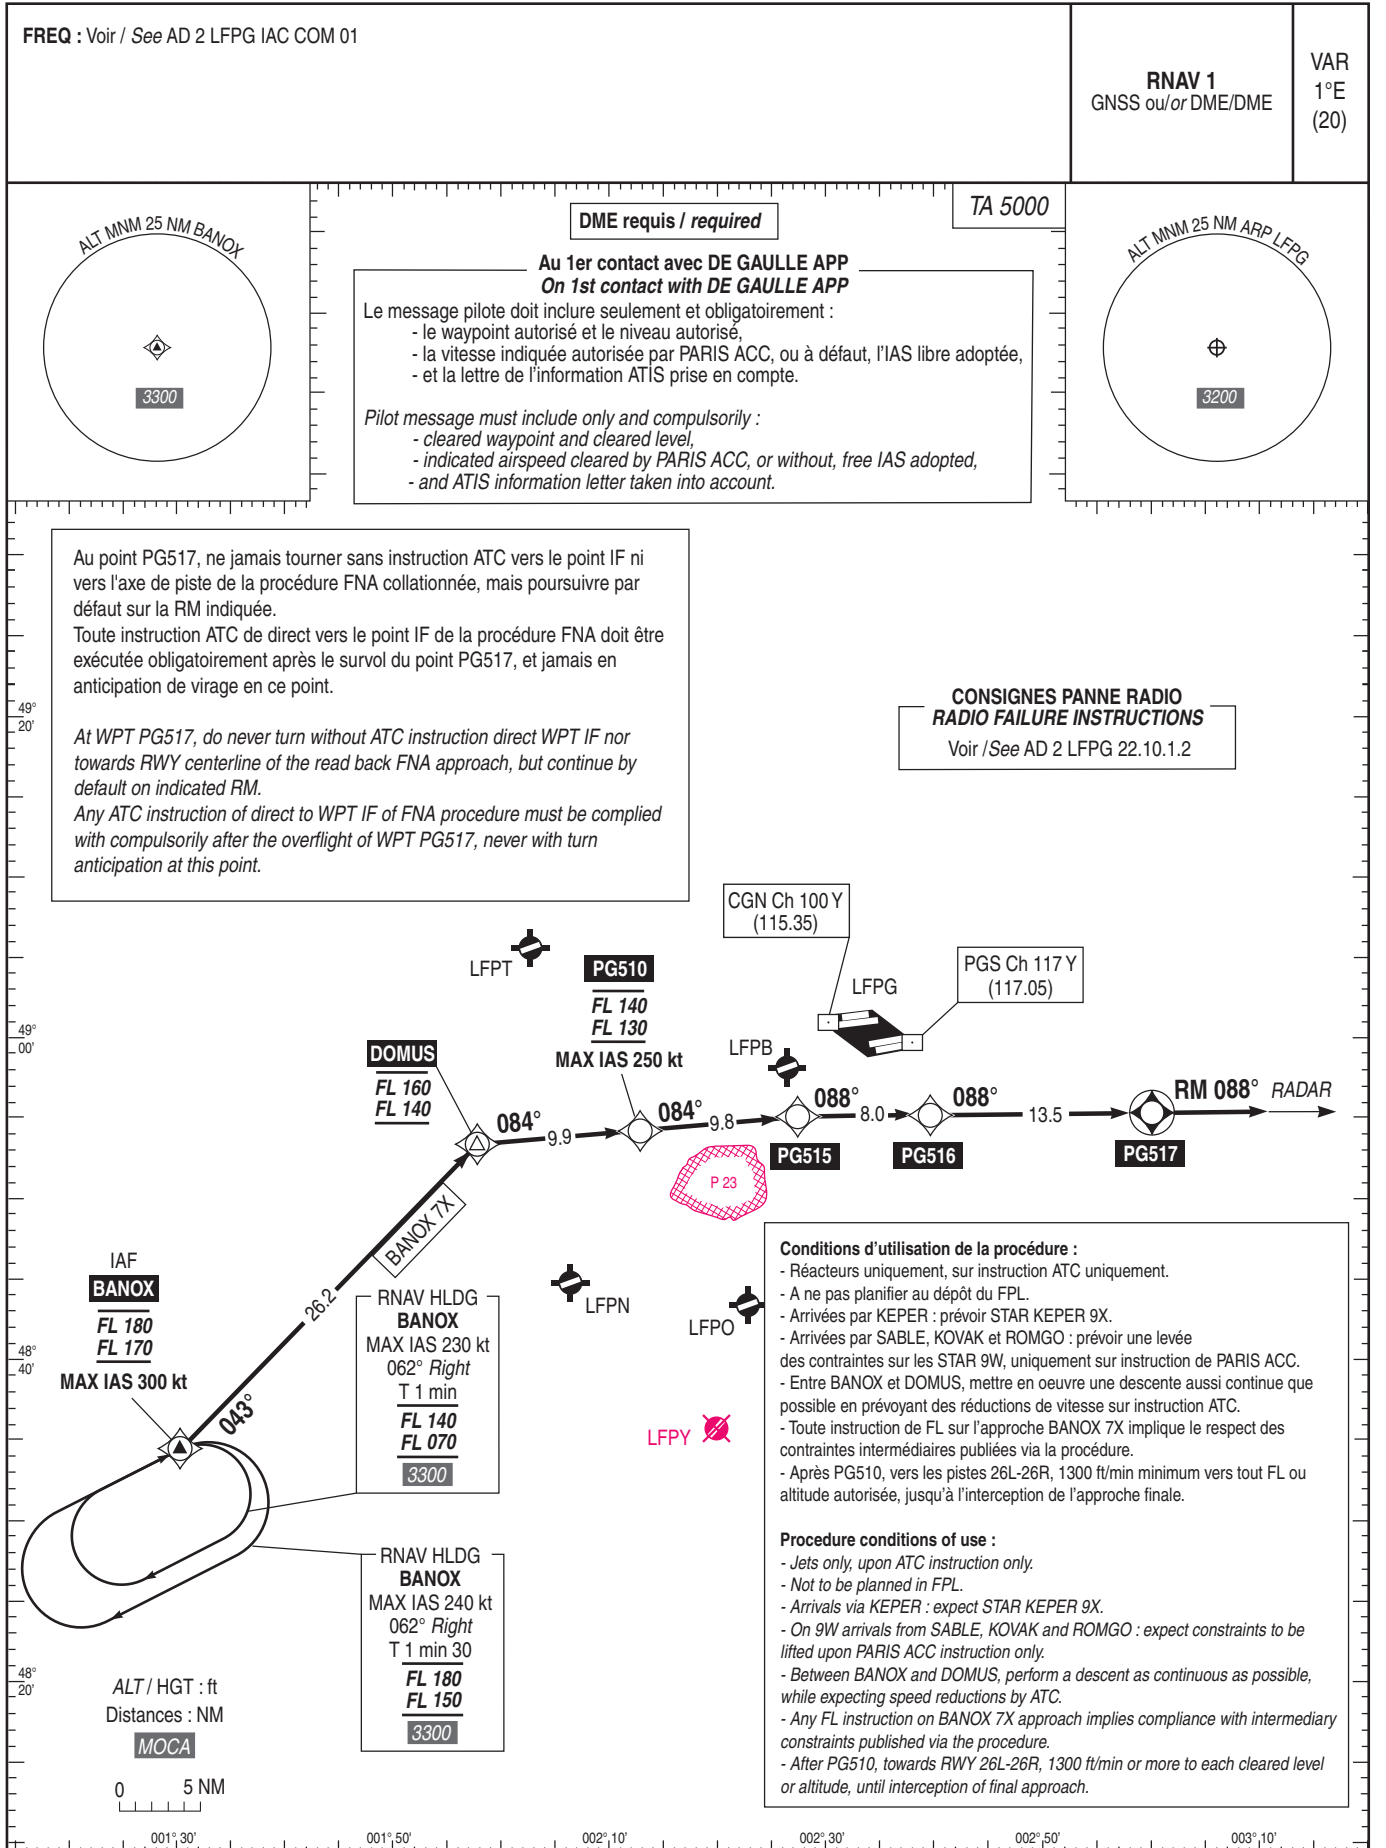 FREQ : Voir / See AD 2 LFPG IAC COM 01
RNAV 1
GNSS ou/or DME/DME
VAR
1°E
(20)
ALT MNM 25 NM BANOX
3300
DME requis / required
TA 5000
Au 1er contact avec DE GAULLE APP
On 1st contact with DE GAULLE APP
Le message pilote doit inclure seulement et obligatoirement :
- le waypoint autorisé et le niveau autorisé,
- la vitesse indiquée autorisée par PARIS ACC, ou à défaut, l'IAS libre adoptée,
- et la lettre de l'information ATIS prise en compte.
Pilot message must include only and compulsorily :
- cleared waypoint and cleared level,
- indicated airspeed cleared by PARIS ACC, or without, free IAS adopted,
- and ATIS information letter taken into account.
ALT MNM 25 NM ARP LFPG
3200
Au point PG517, ne jamais tourner sans instruction ATC vers le point IF ni
vers l'axe de piste de la procédure FNA collationnée, mais poursuivre par
défaut sur la RM indiquée.
Toute instruction ATC de direct vers le point IF de la procédure FNA doit être
exécutée obligatoirement après le survol du point PG517, et jamais en
anticipation de virage en ce point.
At WPT PG517, do never turn without ATC instruction direct WPT IF nor
towards RWY centerline of the read back FNA approach, but continue by
default on indicated RM.
Any ATC instruction of direct to WPT IF of FNA procedure must be complied
with compulsorily after the overflight of WPT PG517, never with turn
anticipation at this point.
CONSIGNES PANNE RADIO
RADIO FAILURE INSTRUCTIONS
Voir /See AD 2 LFPG 22.10.1.2
49°
20'
CGN Ch 100 Y
(115.35)
PGS Ch 117 Y
(117.05)
LFPG
LFPT
PG510
FL 140
FL 130
MAX IAS 250 kt
LFPB
49°
00'
DOMUS
FL 160
FL 140
084°
9.9
084°
9.8
088°
8.0
088°
13.5
RM 088°
RADAR
PG515
PG516
PG517
P 23
BANOX 7X
26.2
043°
IAF
BANOX
FL 180
FL 170
MAX IAS 300 kt
48°
40'
RNAV HLDG
BANOX
MAX IAS 230 kt
062° Right
T 1 min
FL 140
FL 070
3300
LFPN
LFPO
LFPY
RNAV HLDG
BANOX
MAX IAS 240 kt
062° Right
T 1 min 30
FL 180
FL 150
3300
Conditions d'utilisation de la procédure :
- Réacteurs uniquement, sur instruction ATC uniquement.
- A ne pas planifier au dépôt du FPL.
- Arrivées par KEPER : prévoir STAR KEPER 9X.
- Arrivées par SABLE, KOVAK et ROMGO : prévoir une levée
des contraintes sur les STAR 9W, uniquement sur instruction de PARIS ACC.
- Entre BANOX et DOMUS, mettre en oeuvre une descente aussi continue que
possible en prévoyant des réductions de vitesse sur instruction ATC.
- Toute instruction de FL sur l'approche BANOX 7X implique le respect des
contraintes intermédiaires publiées via la procédure.
- Après PG510, vers les pistes 26L-26R, 1300 ft/min minimum vers tout FL ou
altitude autorisée, jusqu'à l'interception de l'approche finale.
Procedure conditions of use :
- Jets only, upon ATC instruction only.
- Not to be planned in FPL.
- Arrivals via KEPER : expect STAR KEPER 9X.
- On 9W arrivals from SABLE, KOVAK and ROMGO : expect constraints to be
lifted upon PARIS ACC instruction only.
- Between BANOX and DOMUS, perform a descent as continuous as possible,
while expecting speed reductions by ATC.
- Any FL instruction on BANOX 7X approach implies compliance with intermediary
constraints published via the procedure.
- After PG510, towards RWY 26L-26R, 1300 ft/min or more to each cleared level
or altitude, until interception of final approach.
48°
20'
ALT / HGT : ft
Distances : NM
MOCA
0 5 NM
001° 30' 001° 50' 002° 10' 002° 30' 002° 50' 003° 10'